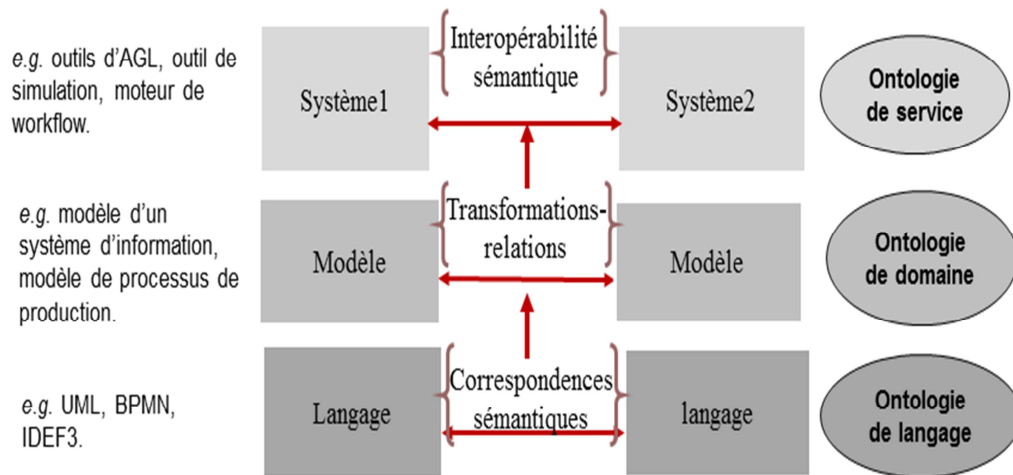 e.g. outils d'AGL, outil de
simulation, moteur de
workflow.
Système1
Interopérabilité
sémantique
Système2
Ontologie
de service
e.g. modèle d'un
système d'information,
modèle de processus de
production.
Modèle
Transformations-
relations
Modèle
Ontologie
de domaine
e.g. UML, BPMN,
IDEF3.
Langage
Correspondences
sémantiques
langage
Ontologie
de langage